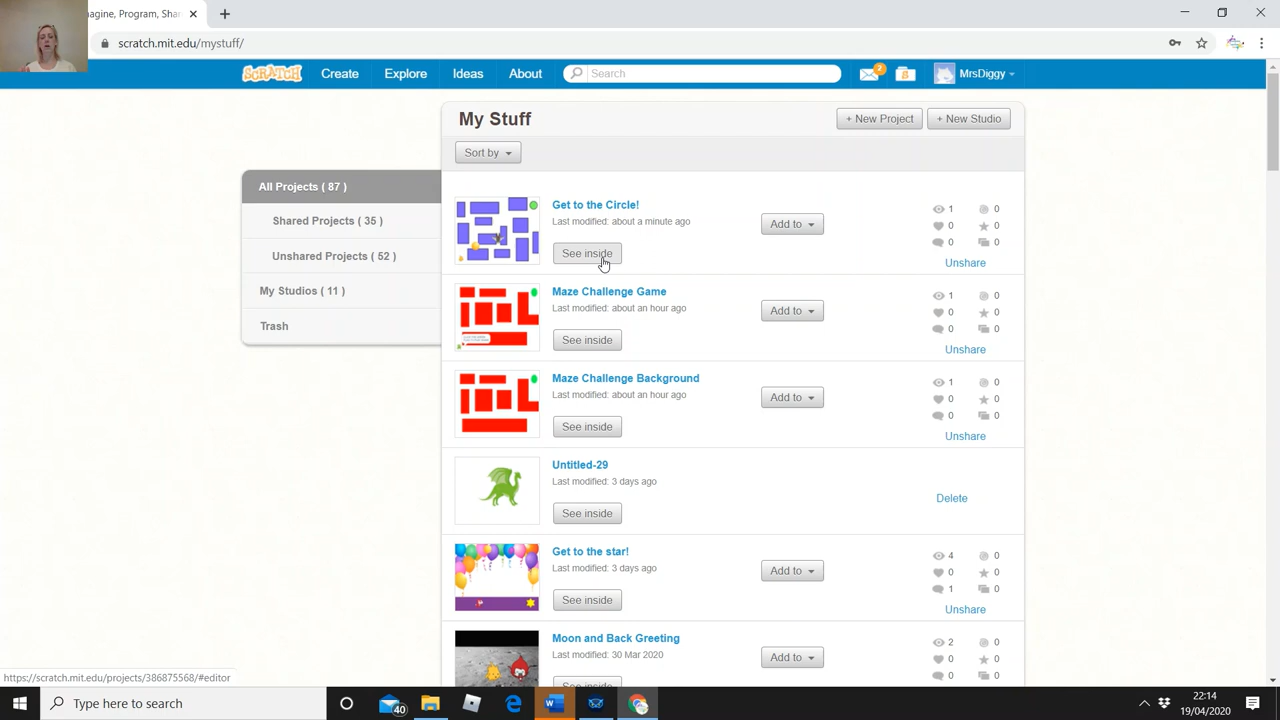 agine, Program, Shar
scratch.mit.edu/mystuff/
SCRATCH
Create
Explore
Ideas
About
Search
2
MrsDiggy
My Stuff
+ New Project
+ New Studio
Sort by
All Projects ( 87 )
Shared Projects ( 35 )
Unshared Projects ( 52 )
My Studios ( 11 )
Trash
Get to the Circle!
Last modified: about a minute ago
See inside
Add to
1 0
0 0
0 0
Unshare
Maze Challenge Game
Last modified: about an hour ago
See inside
Add to
1 0
0 0
0 0
Unshare
Maze Challenge Background
Last modified: about an hour ago
See inside
Add to
1 0
0 0
0 0
Unshare
Untitled-29
Last modified: 3 days ago
See inside
Delete
Get to the star!
Last modified: 3 days ago
See inside
Add to
4 0
0 0
1 0
Unshare
Moon and Back Greeting
Last modified: 30 Mar 2020
See inside
Add to
2 0
0 0
0 0
https://scratch.mit.edu/projects/386875568/#editor
Type here to search
40
22:14
19/04/2020